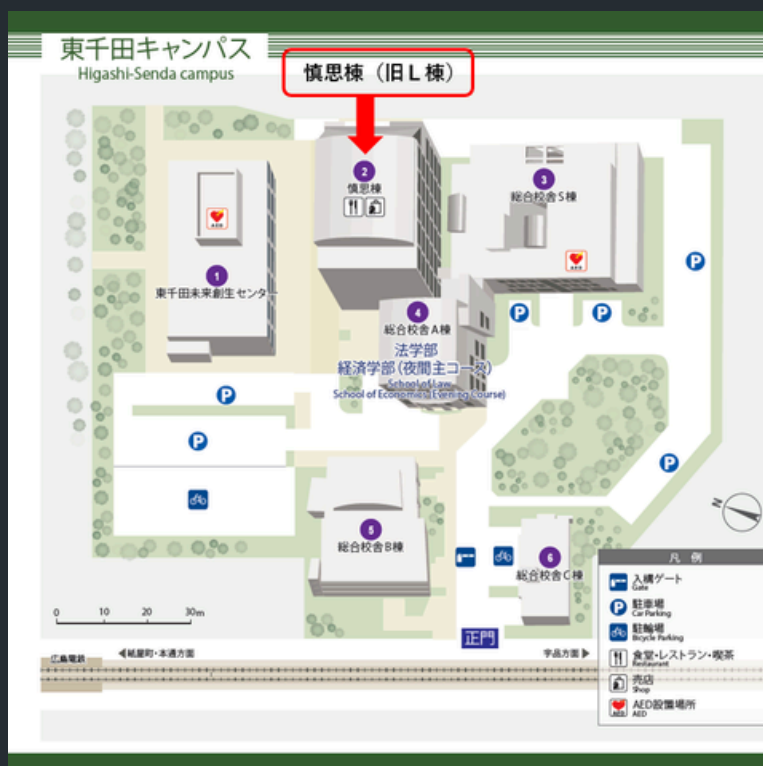 東千田キャンパス
Higashi-Senda campus
慎思棟（旧L棟）
2
慎思棟
3
総合校舎S棟
AED
1
東千田未来創生センター
AED
P
4
総合校舎A棟
P
P
法学部
経済学部(夜間主コース)
School of Law
School of Economics (Evening course)
P
P
P
5
総合校舎B棟
6
総合校舎C棟
N
0 10 20 30m
正門
広島電鉄
◀紙屋町・本通方面
宇品方面▶
凡例
入構ゲート
Gate
P
駐車場
Car Parking
駐輪場
Bicycle Parking
食堂・レストラン・喫茶
Restaurant
売店
Shop
AED
AED設置場所
AED